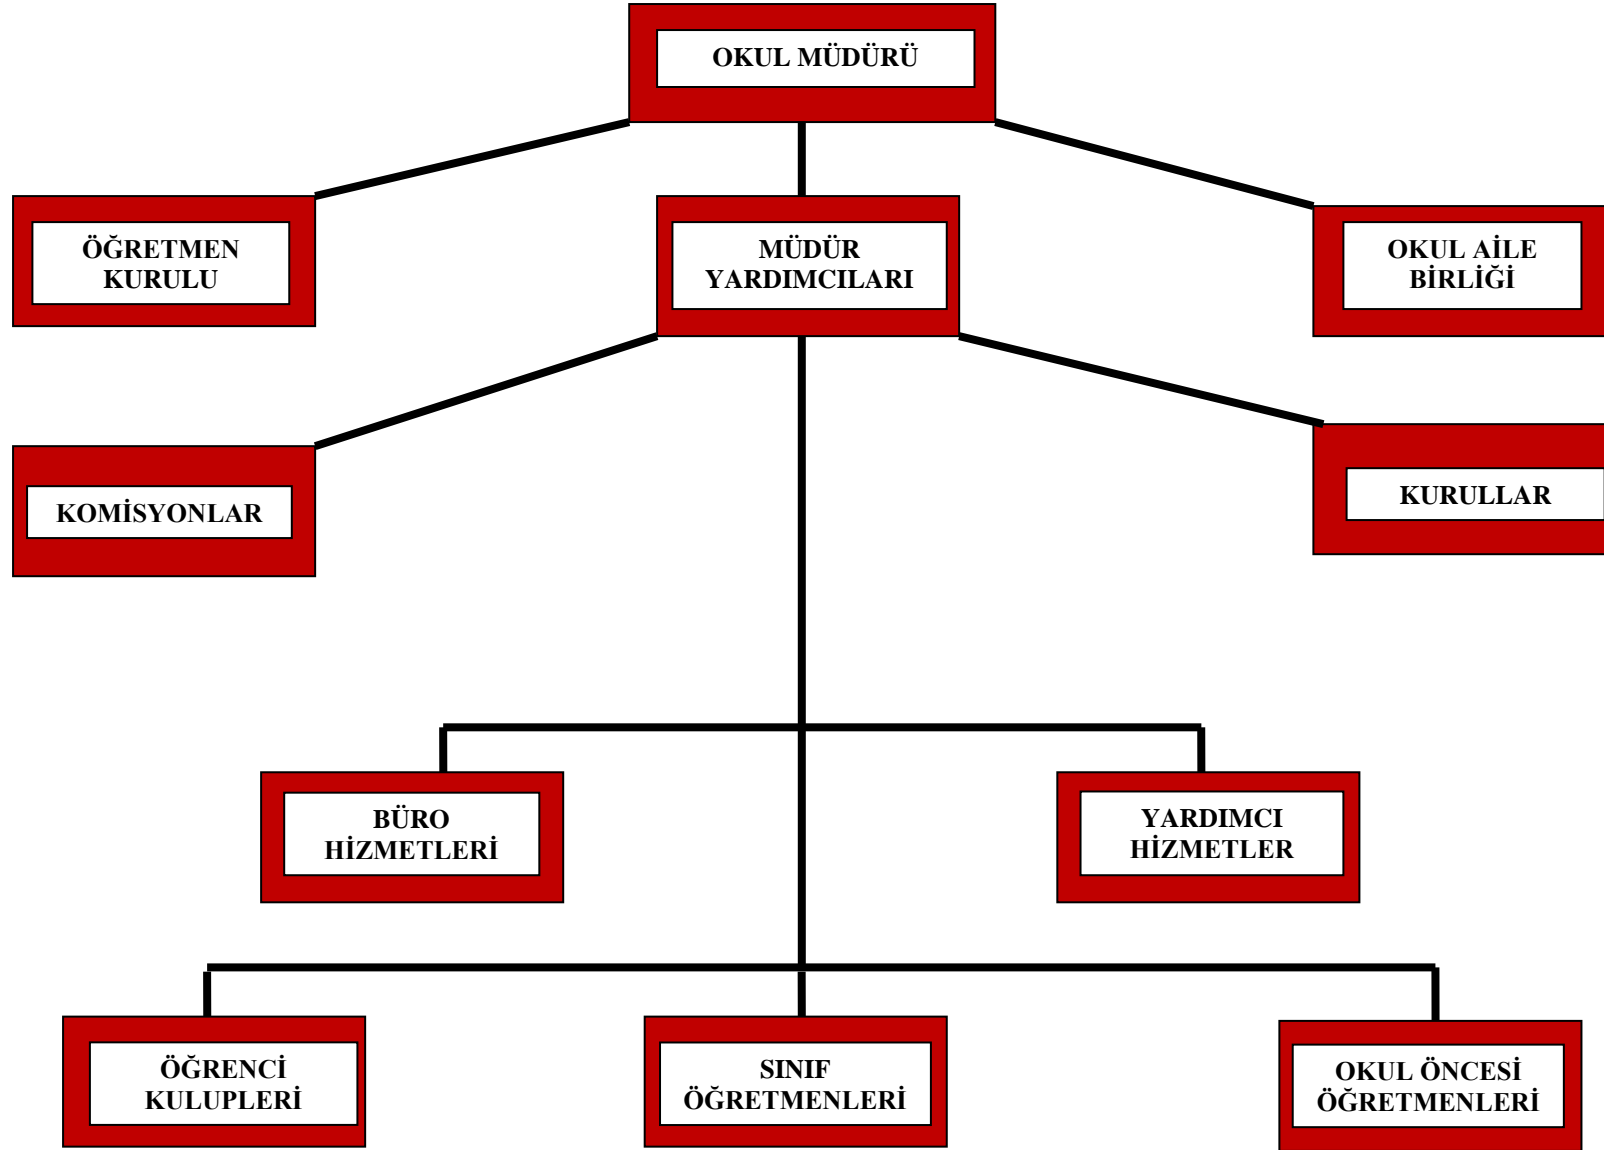 OKUL MÜDÜRÜ
ÖĞRETMEN
KURULU
MÜDÜR
YARDIMCILARI
OKUL AİLE
BİRLİĞİ
KOMİSYONLAR
KURULLAR
BÜRO
HİZMETLERİ
YARDIMCI
HİZMETLER
ÖĞRENCİ
KULUPLERİ
SINIF
ÖĞRETMENLERİ
OKUL ÖNCESİ
ÖĞRETMENLERİ